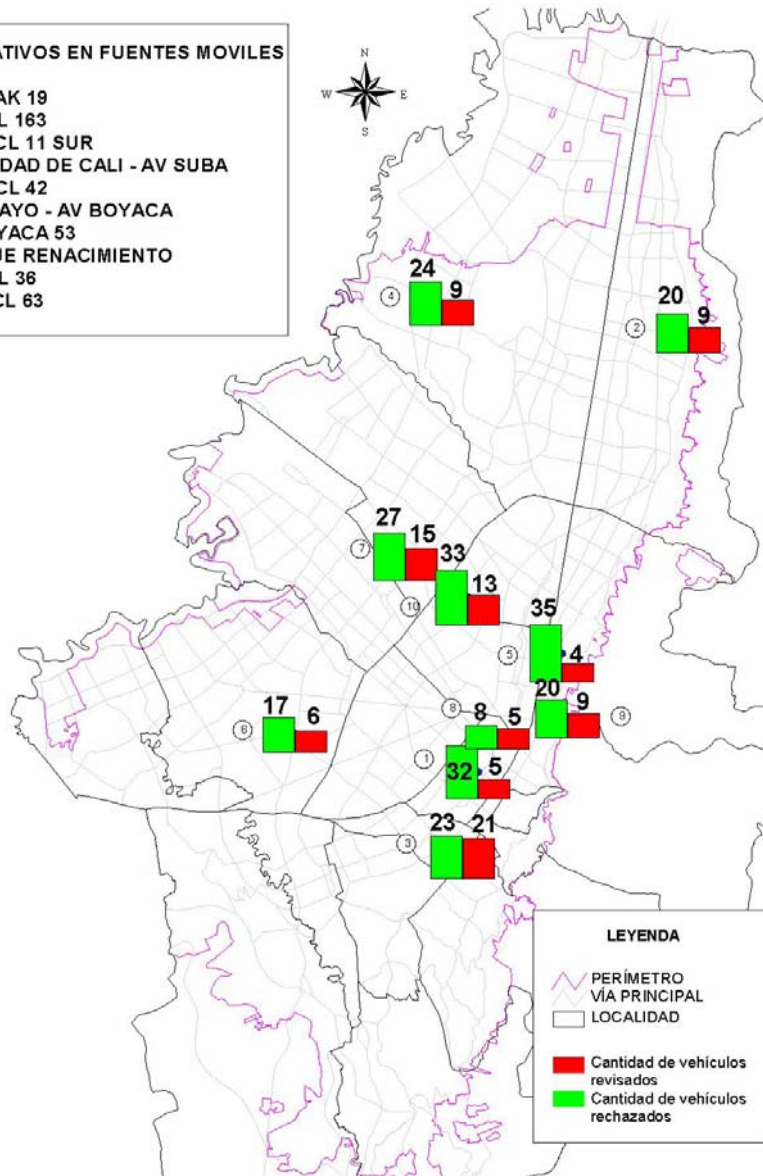 ATIVOS EN FUENTES MOVILES
AK 19
L 163
CL 11 SUR
DAD DE CALI - AV SUBA
CL 42
AYO - AV BOYACA
YACA 53
UE RENACIMIENTO
L 36
CL 63
N
W E
S
24
9
4
20
9
2
27
15
7
33
13
10
35
5
4
20
9
9
17
6
6
8
8
5
1
32
5
23
21
3
LEYENDA
PERÍMETRO
VÍA PRINCIPAL
LOCALIDAD
Cantidad de vehículos
revisados
Cantidad de vehículos
rechazados